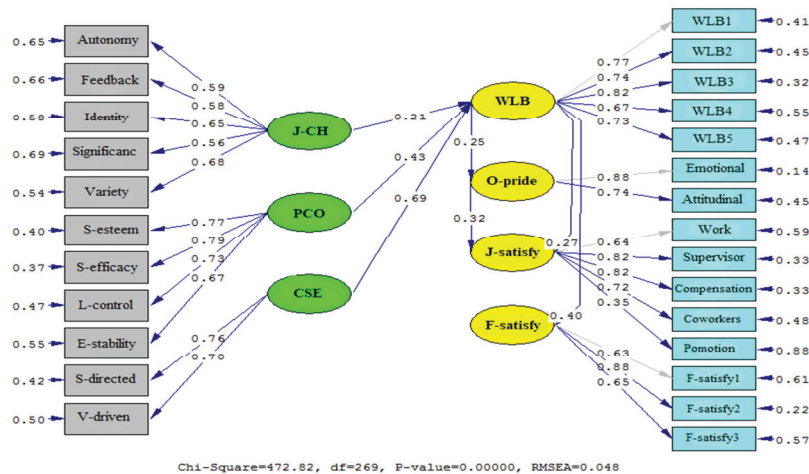 0.65 Autonomy
0.66 Feedback
Identity
0.69 Significanc
0.54 Variety
0.40 S-esteem
0.37 S-efficacy
0.47 L-control
0.55 E-stability
0.42 S-directed
0.50 V-driven
0.59
0.58
0.65
0.56
0.68
0.77
0.79
0.73
0.67
0.76
0.70
J-CH
PCO
CSE
0.21
0.43
0.69
WLB
0.25
O-pride
0.32
J-satisfy
F-satisfy
0.27
0.40
0.77
0.74
0.82
0.67
0.73
0.88
0.74
0.64
0.82
0.82
0.72
0.35
0.63
0.88
0.65
WLB1 0.41
WLB2 0.45
WLB3 0.32
WLB4 0.55
WLB5 0.47
Emotional 0.14
Attitudinal 0.45
Work 0.59
Supervisor 0.33
Compensation 0.33
Coworkers 0.48
Pomotion 0.88
F-satisfy1 0.61
F-satisfy2 0.22
F-satisfy3 0.57
Chi-Square=472.82, df=269, P-value=0.00000, RMSEA=0.048